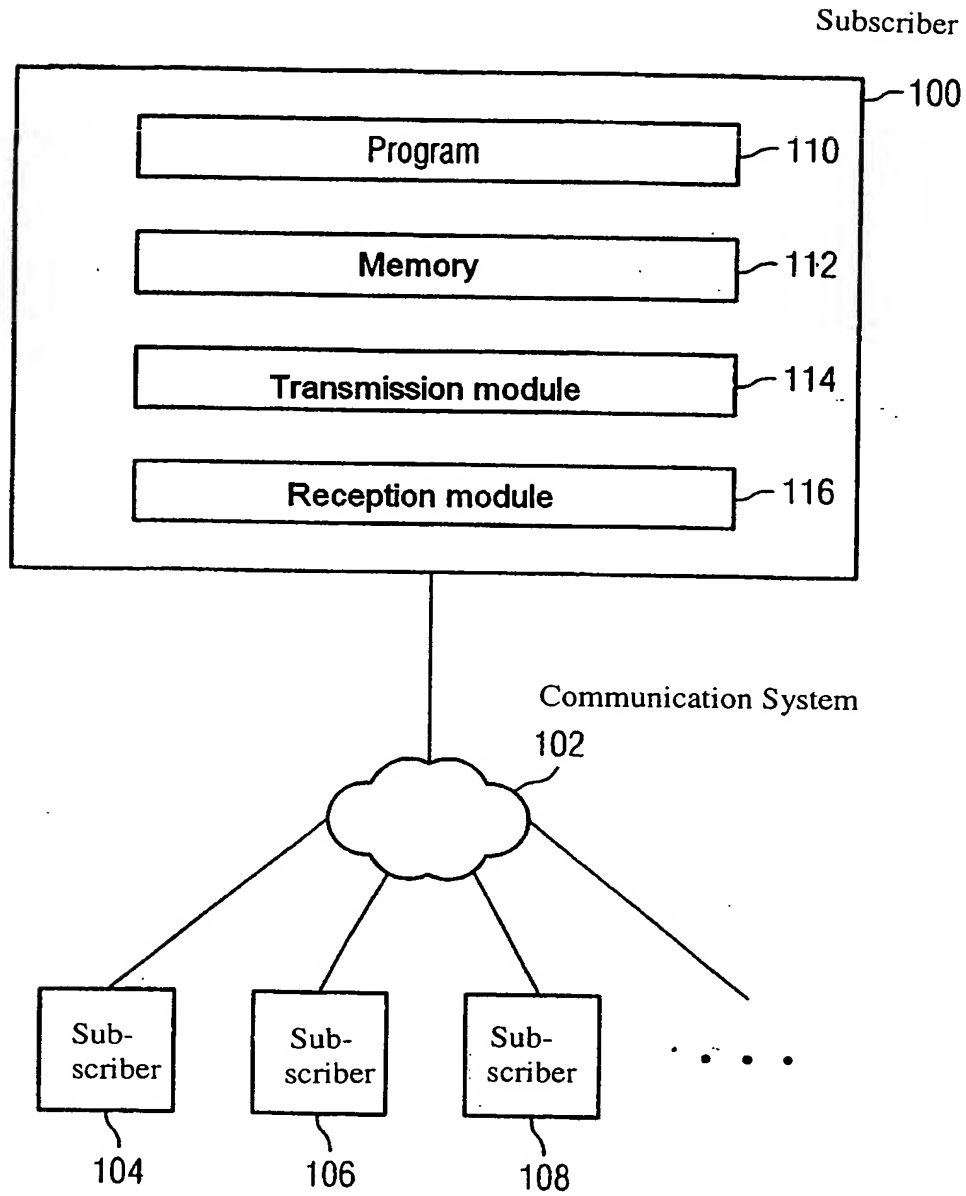 Subscriber
100
Program
110
Memory
112
Transmission module
114
Reception module
116
Communication System
102
Sub-
scriber
Sub-
scriber
Sub-
scriber
104
106
108